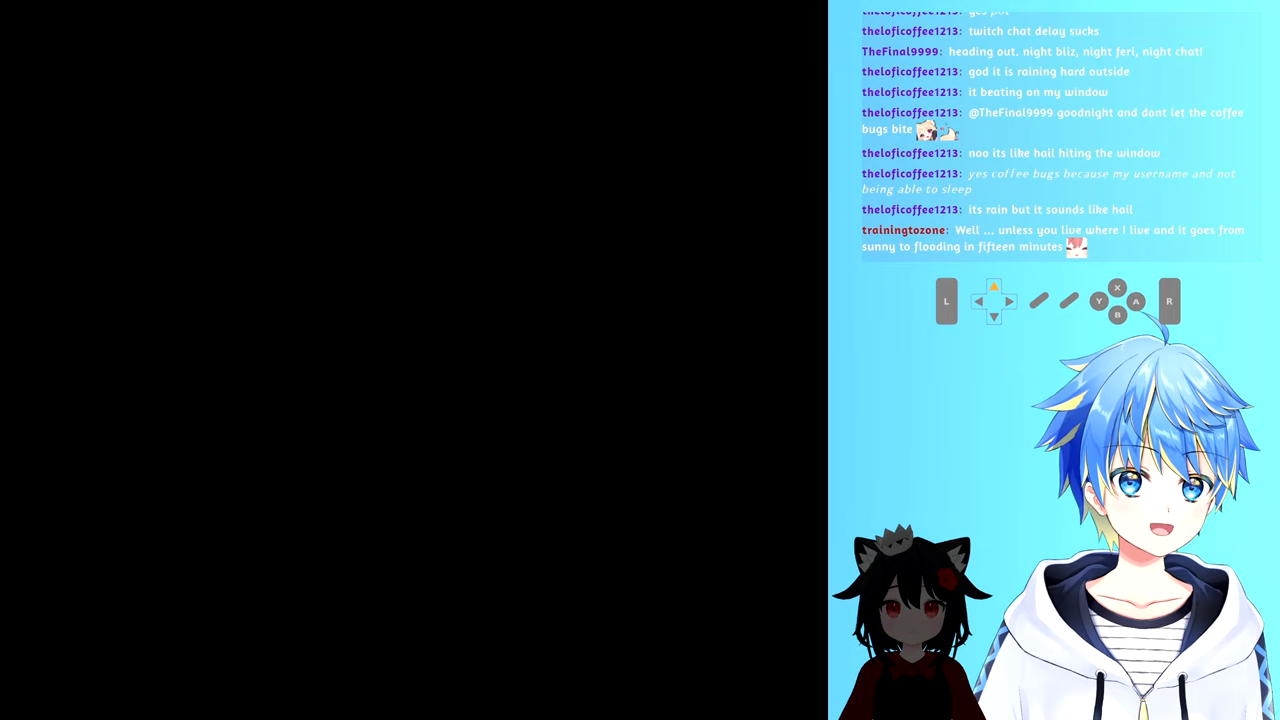 theloficoffee1213: yes pol
theloficoffee1213: twitch chat delay sucks
TheFinal9999: heading out. night bliz, night feri, night chat!
theloficoffee1213: god it is raining hard outside
theloficoffee1213: it beating on my window
theloficoffee1213: @TheFinal9999 goodnight and dont let the coffee
bugs bite
theloficoffee1213: noo its like hail hiting the window
theloficoffee1213: yes coffee bugs because my username and not
being able to sleep
theloficoffee1213: its rain but it sounds like hail
trainingtozone: Well ... unless you live where I live and it goes from
sunny to flooding in fifteen minutes
L X Y A B R